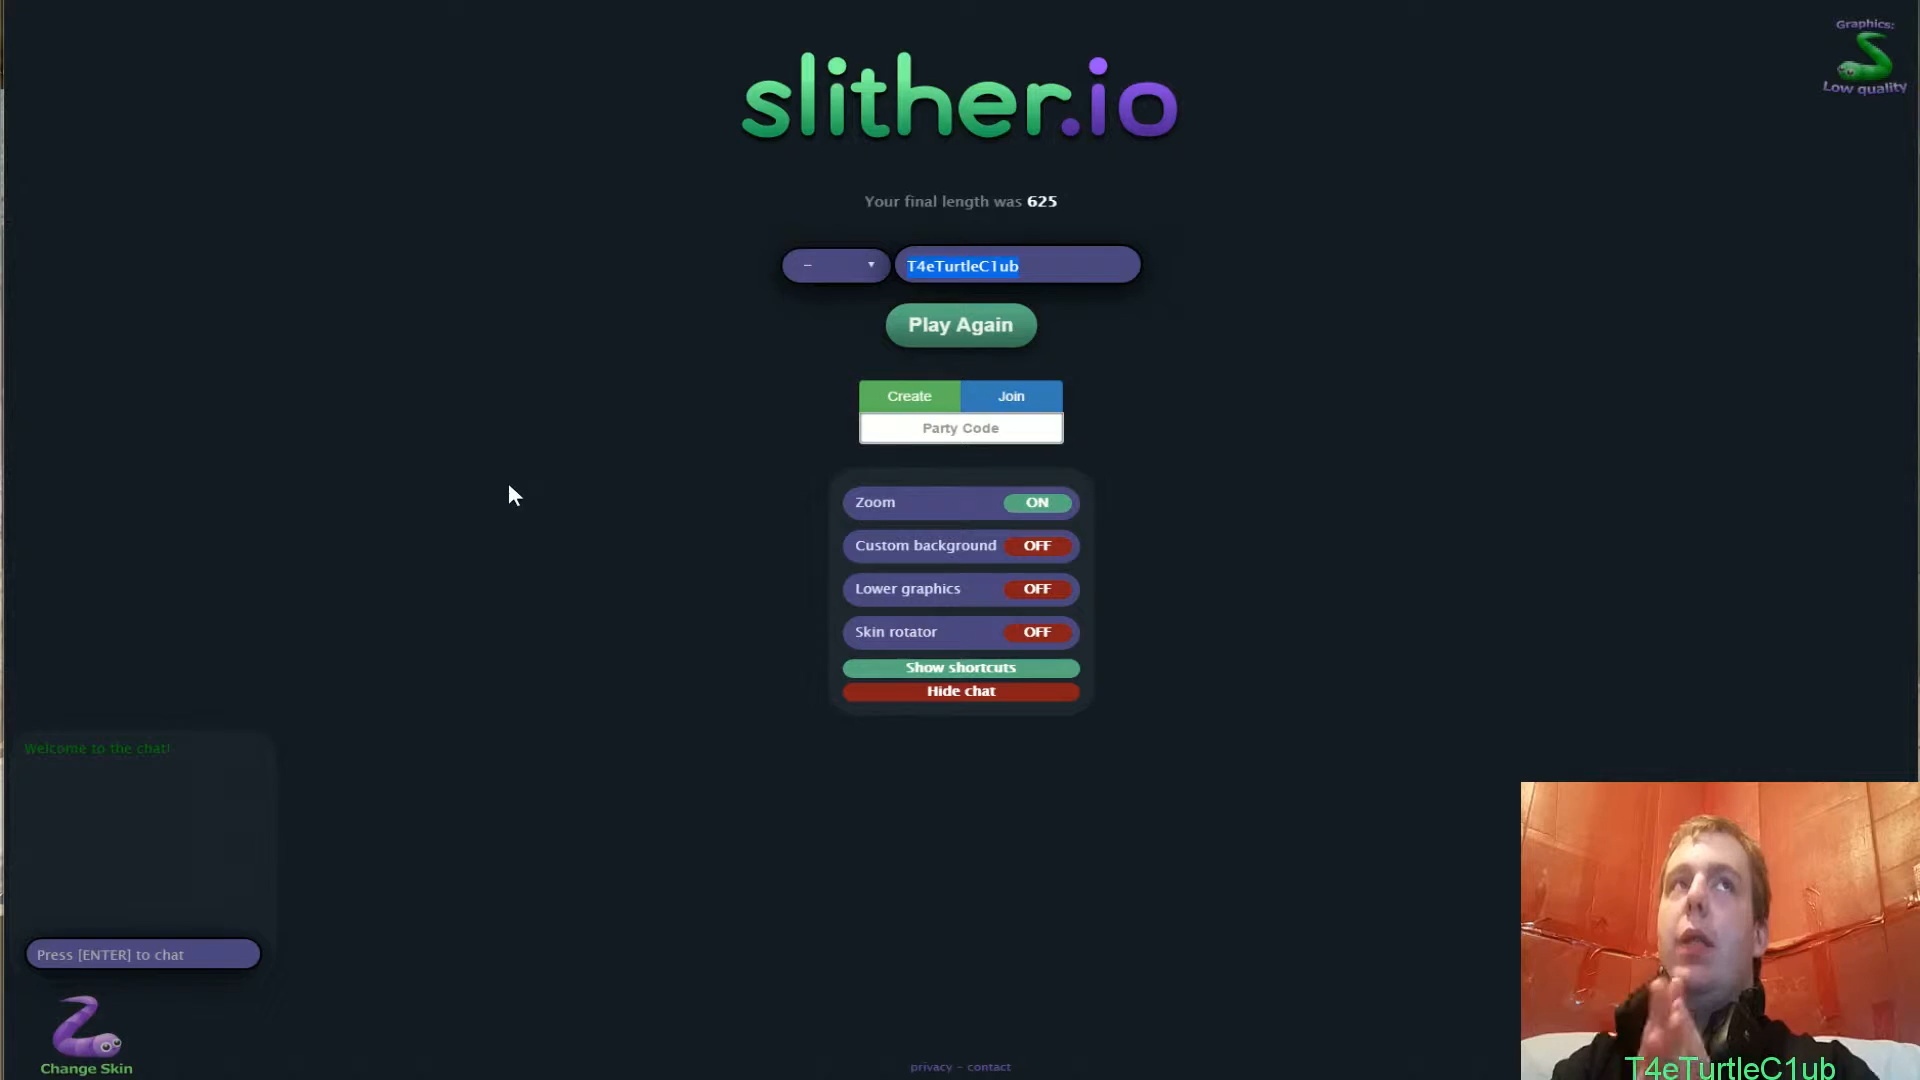 Graphics:
Low quality
slither.io
Your final length was 625
–
T4eTurtleC1ub
Play Again
Create Join
Party Code
Zoom ON
Custom background OFF
Lower graphics OFF
Skin rotator OFF
Show shortcuts
Hide chat
Welcome to the chat!
Press [ENTER] to chat
Change Skin
privacy – contact
T4eTurtleC1ub